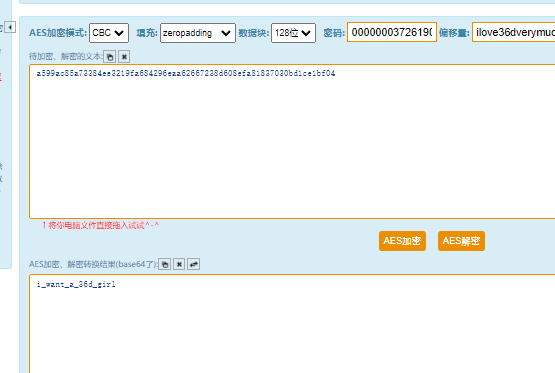 AES加密模式: CBC 填充: zeropadding 数据块: 128位 密码: 0000000372619 偏移量: ilove36dverymuc
待加密、解密的文本:
a599ac85a73384ee3219fa684296eaa62667238d608efa81837030bd1ce1bf04
↑将你电脑文件直接拖入试试^-^
AES加密 AES解密
AES加密、解密转换结果(base64了):
i_want_a_36d_girl